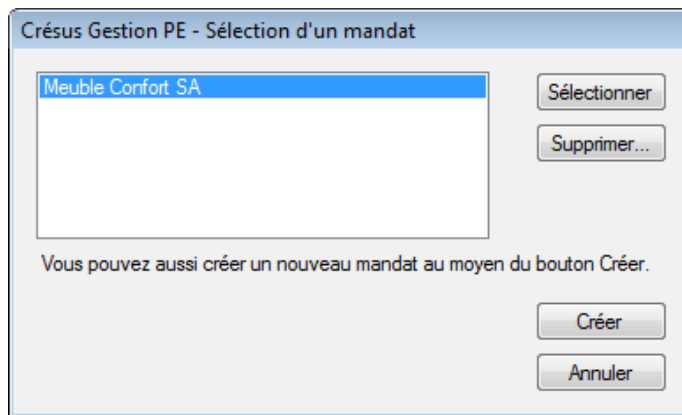 Crésus Gestion PE - Sélection d'un mandat
Meuble Confort SA
Sélectionner
Supprimer...
Vous pouvez aussi créer un nouveau mandat au moyen du bouton Créer.
Créer
Annuler